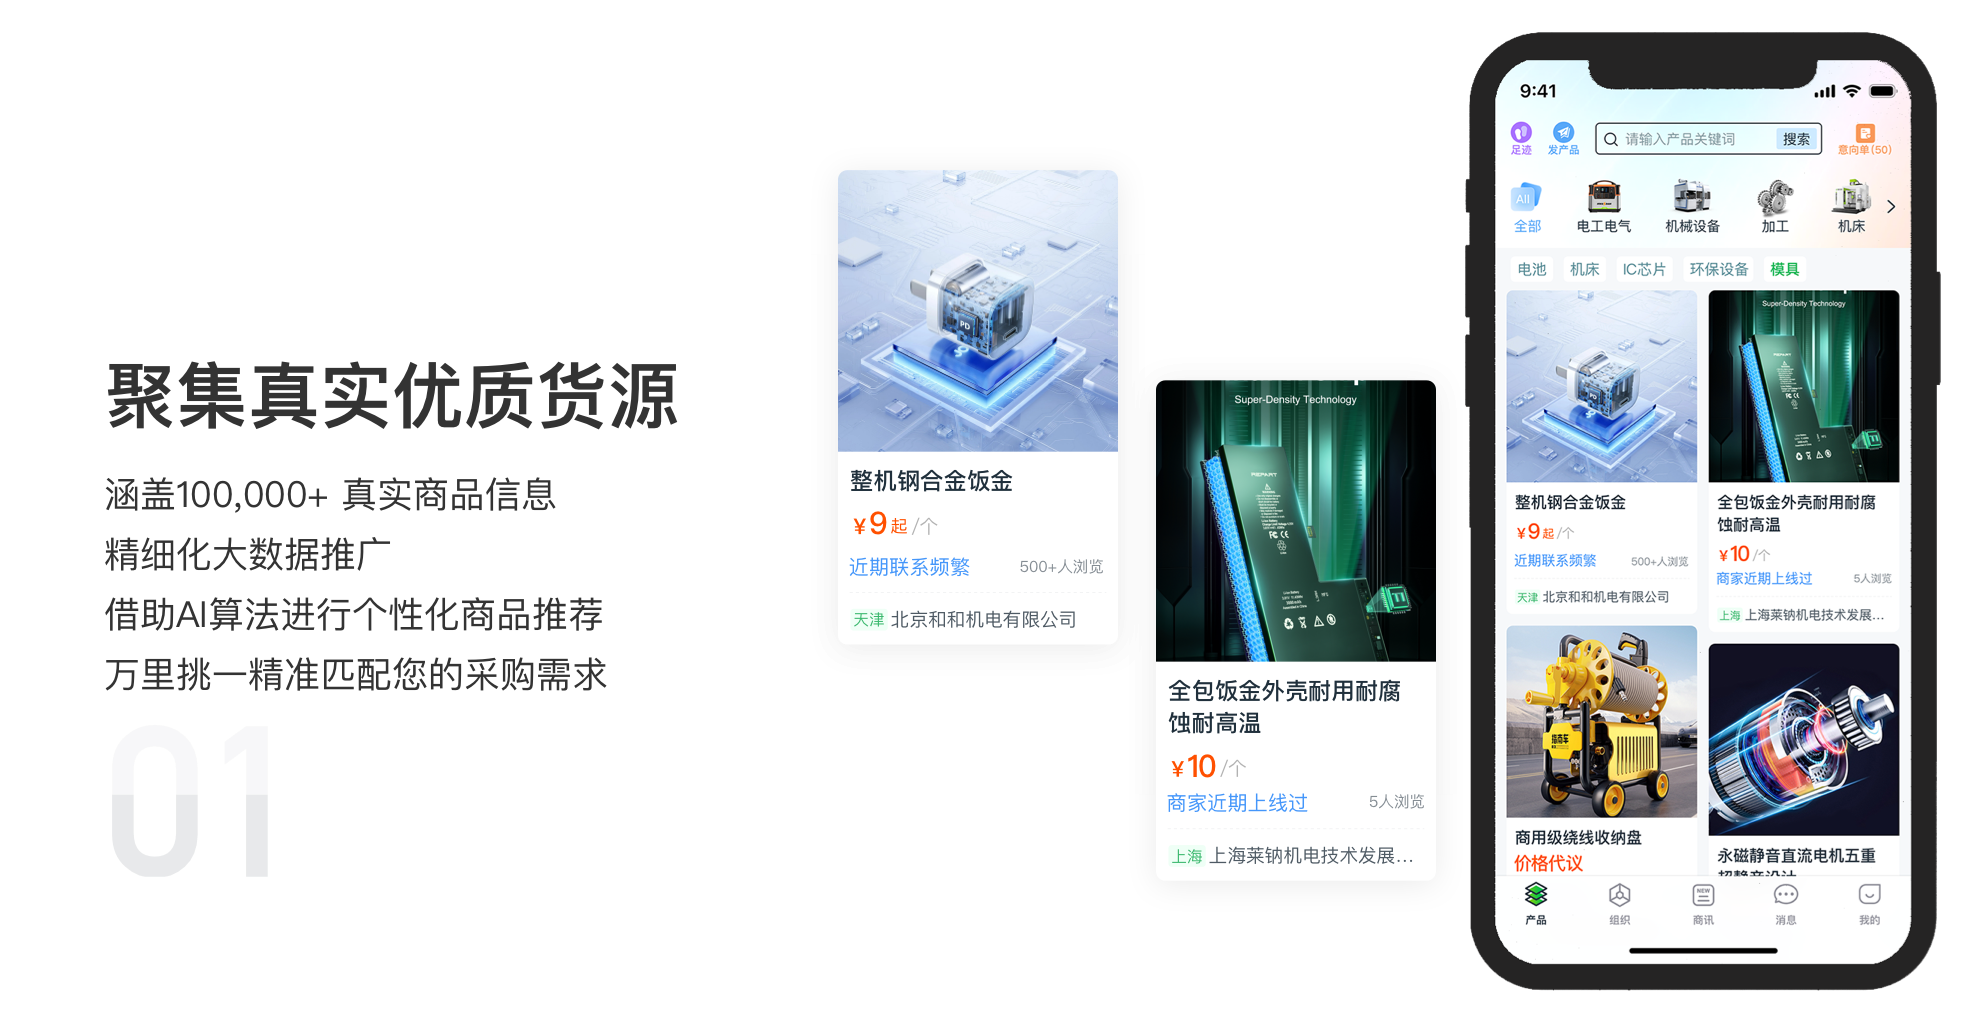 聚集真实优质货源
涵盖100,000+ 真实商品信息
精细化大数据推广
借助AI算法进行个性化商品推荐
万里挑一精准匹配您的采购需求
01
PD
整机钢合金饭金
¥9起/个
近期联系频繁 500+人浏览
天津 北京和和机电有限公司
Super-Density Technology
REPART
全包饭金外壳耐用耐腐
蚀耐高温
¥10/个
商家近期上线过 5人浏览
上海 上海莱钠机电技术发展...
9:41
足迹 发产品 请输入产品关键词 搜索 意向单(50)
All
全部 电工电气 机械设备 加工 机床
电池 机床 IC芯片 环保设备 模具
PD
整机钢合金饭金
¥9起/个
近期联系频繁 500+人浏览
天津 北京和和机电有限公司
Super-Density Technology
REPART
全包饭金外壳耐用耐腐
蚀耐高温
¥10/个
商家近期上线过 5人浏览
上海 上海莱钠机电技术发展...
指南车
商用级绕线收纳盘
价格代议
永磁静音直流电机五重
超静音设计
NEW
产品 组织 商讯 消息 我的